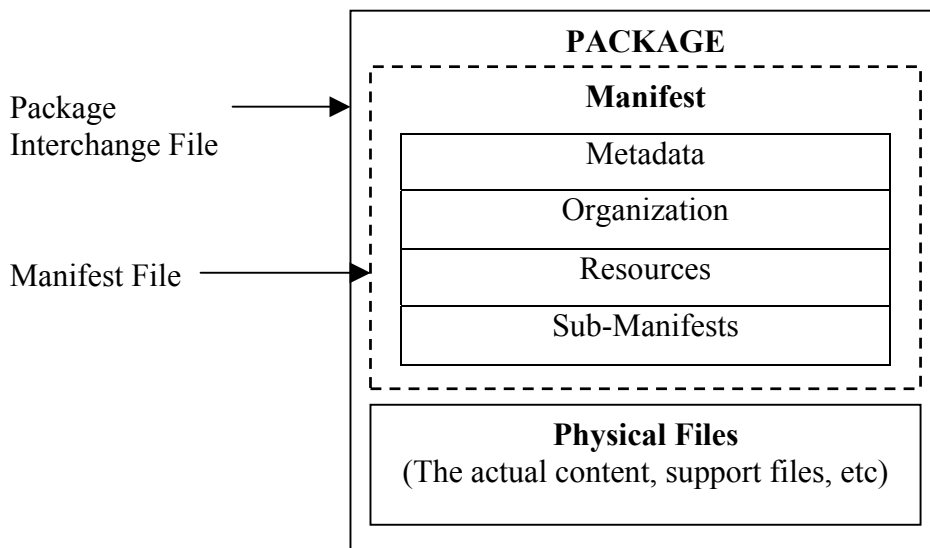 PACKAGE
Package
Interchange File
Manifest
Metadata
Organization
Manifest File
Resources
Sub-Manifests
Physical Files
(The actual content, support files, etc)